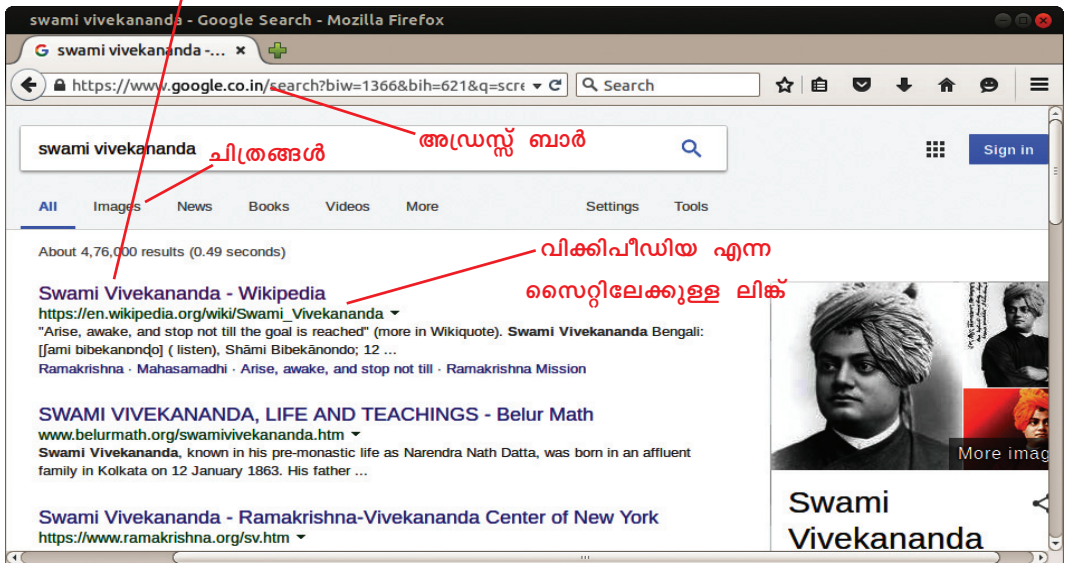 swami vivekananda - Google Search - Mozilla Firefox
swami vivekananda -...
https://www.google.co.in/search?biw=1366&bih=621&q=scre
Search
അഡ്രസ്സ് ബാർ
swami vivekananda
ചിത്രങ്ങൾ
Sign in
All Images News Books Videos More Settings Tools
About 4,76,000 results (0.49 seconds)
വിക്കിപീഡിയ എന്ന
സൈറ്റിലേക്കുള്ള ലിങ്ക്
Swami Vivekananda - Wikipedia
https://en.wikipedia.org/wiki/Swami_Vivekananda
"Arise, awake, and stop not till the goal is reached" (more in Wikiquote). Swami Vivekananda Bengali:
[ʃami bibekanɒnɖo] ( listen), Shāmi Bibekānondo; 12 ...
Ramakrishna · Mahasamadhi · Arise, awake, and stop not till · Ramakrishna Mission
SWAMI VIVEKANANDA, LIFE AND TEACHINGS - Belur Math
www.belurmath.org/swamivivekananda.htm
Swami Vivekananda, known in his pre-monastic life as Narendra Nath Datta, was born in an affluent
family in Kolkata on 12 January 1863. His father ...
Swami Vivekananda - Ramakrishna-Vivekananda Center of New York
https://www.ramakrishna.org/sv.htm
More imag
Swami
Vivekananda